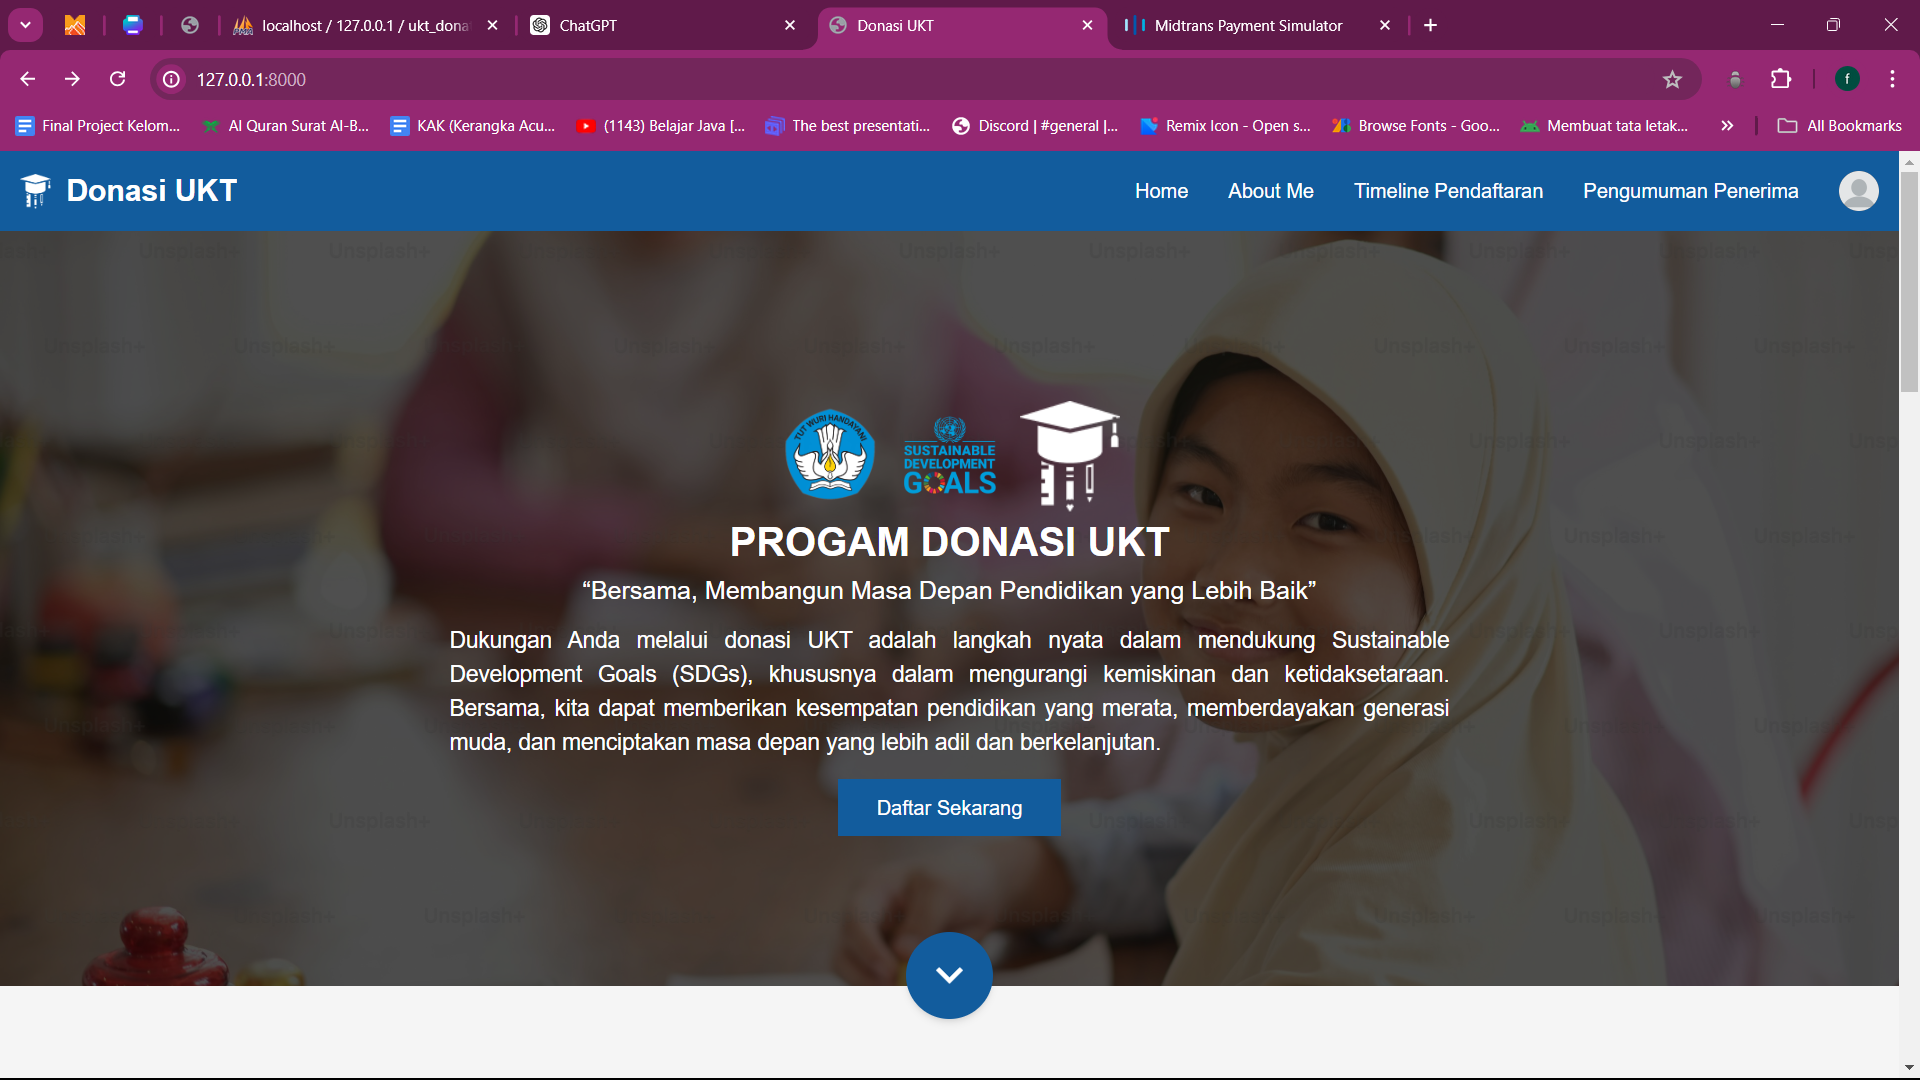 localhost / 127.0.0.1 / ukt_dona
ChatGPT
Donasi UKT
Midtrans Payment Simulator
127.0.0.1:8000
f
Final Project Kelom...
Al Quran Surat Al-B...
KAK (Kerangka Acu...
(1143) Belajar Java [...
The best presentati...
Discord | #general |...
Remix Icon - Open s...
Browse Fonts - Goo...
Membuat tata letak...
All Bookmarks
Donasi UKT
Home
About Me
Timeline Pendaftaran
Pengumuman Penerima
TUT WURI HANDAYANI
SUSTAINABLE
DEVELOPMENT
GOALS
PROGAM DONASI UKT
“Bersama, Membangun Masa Depan Pendidikan yang Lebih Baik”
Dukungan Anda melalui donasi UKT adalah langkah nyata dalam mendukung Sustainable
Development Goals (SDGs), khususnya dalam mengurangi kemiskinan dan ketidaksetaraan.
Bersama, kita dapat memberikan kesempatan pendidikan yang merata, memberdayakan generasi
muda, dan menciptakan masa depan yang lebih adil dan berkelanjutan.
Daftar Sekarang
Unsplash+